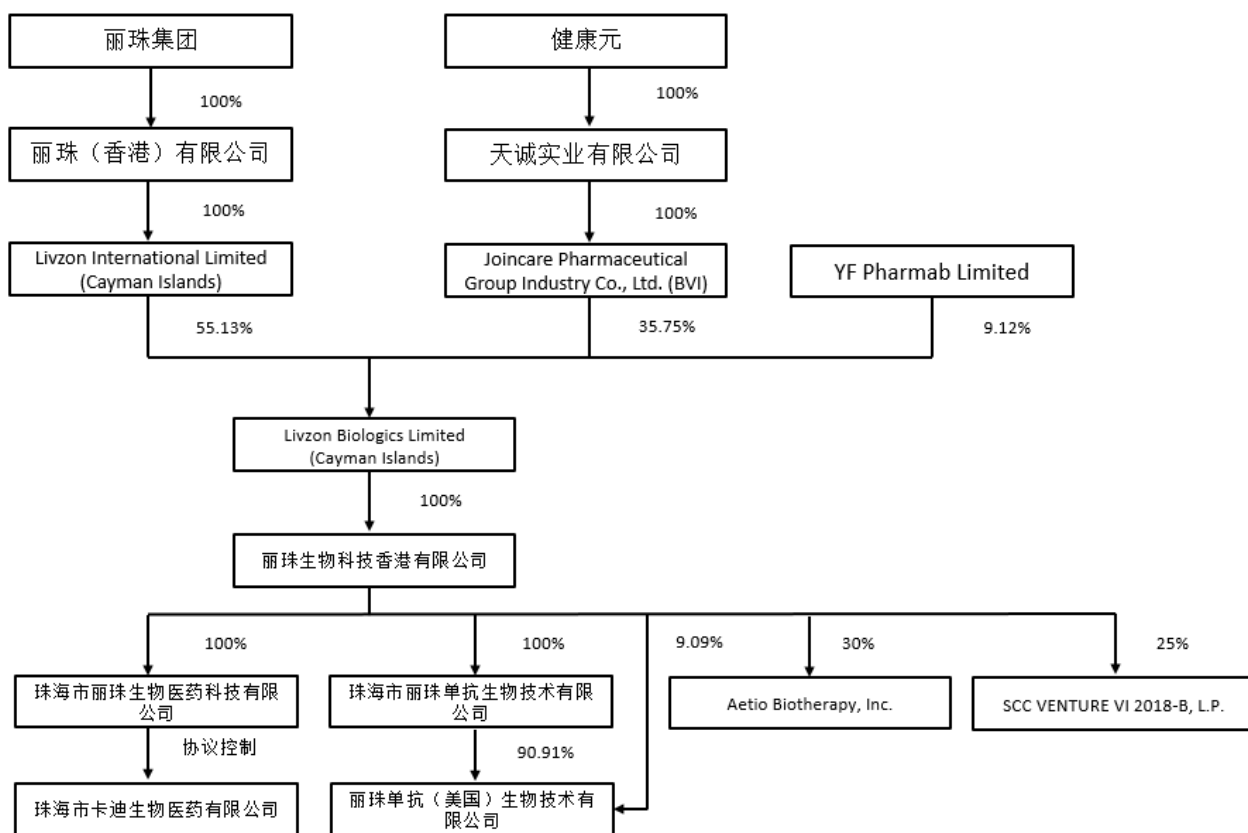 丽珠集团
健康元
100%
100%
丽珠（香港）有限公司
天诚实业有限公司
100%
100%
Livzon International Limited
(Cayman Islands)
Joincare Pharmaceutical
Group Industry Co., Ltd. (BVI)
YF Pharmab Limited
55.13%
35.75%
9.12%
Livzon Biologics Limited
(Cayman Islands)
100%
丽珠生物科技香港有限公司
100%
100%
9.09%
30%
25%
珠海市丽珠生物医药科技有限
公司
珠海市丽珠单抗生物技术有限
公司
Aetio Biotherapy, Inc.
SCC VENTURE VI 2018-B, L.P.
协议控制
90.91%
珠海市卡迪生物医药有限公司
丽珠单抗（美国）生物技术有
限公司